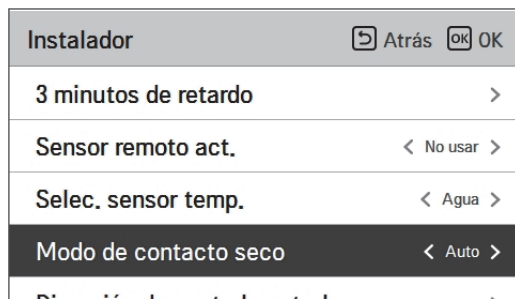 Instalador Atrás OK OK
3 minutos de retardo >
Sensor remoto act. < No usar >
Selec. sensor temp. < Agua >
Modo de contacto seco < Auto >